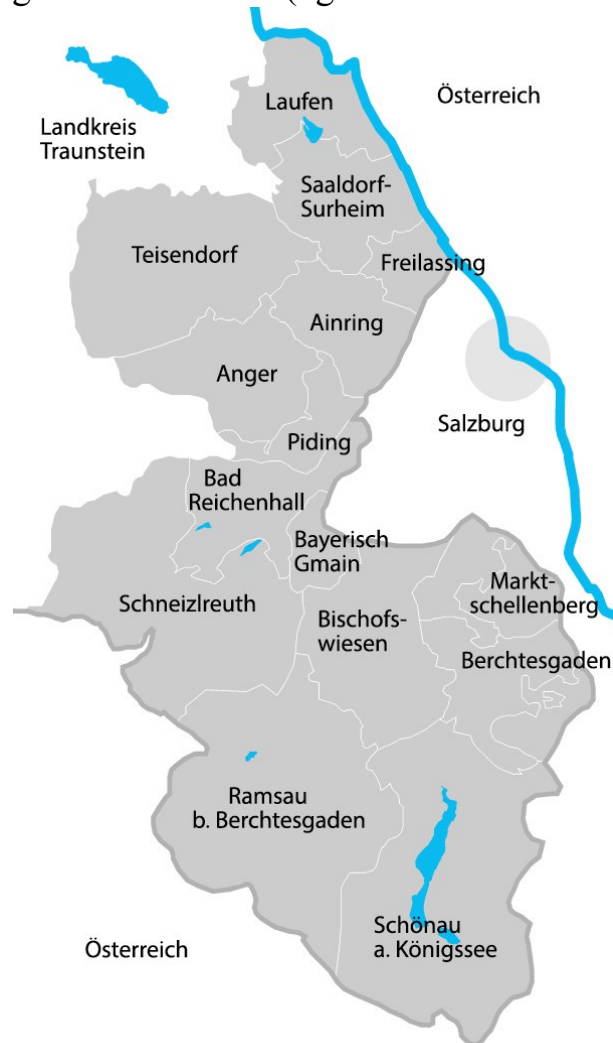 Laufen
Österreich
Landkreis
Traunstein
Saaldorf-
Surheim
Teisendorf
Freilassing
Ainring
Anger
Salzburg
Piding
Bad
Reichenhall
Bayerisch
Gmain
Markt-
schellenberg
Schneizlreuth
Bischofs-
wiesen
Berchtesgaden
Ramsau
b. Berchtesgaden
Schönau
a. Königssee
Österreich